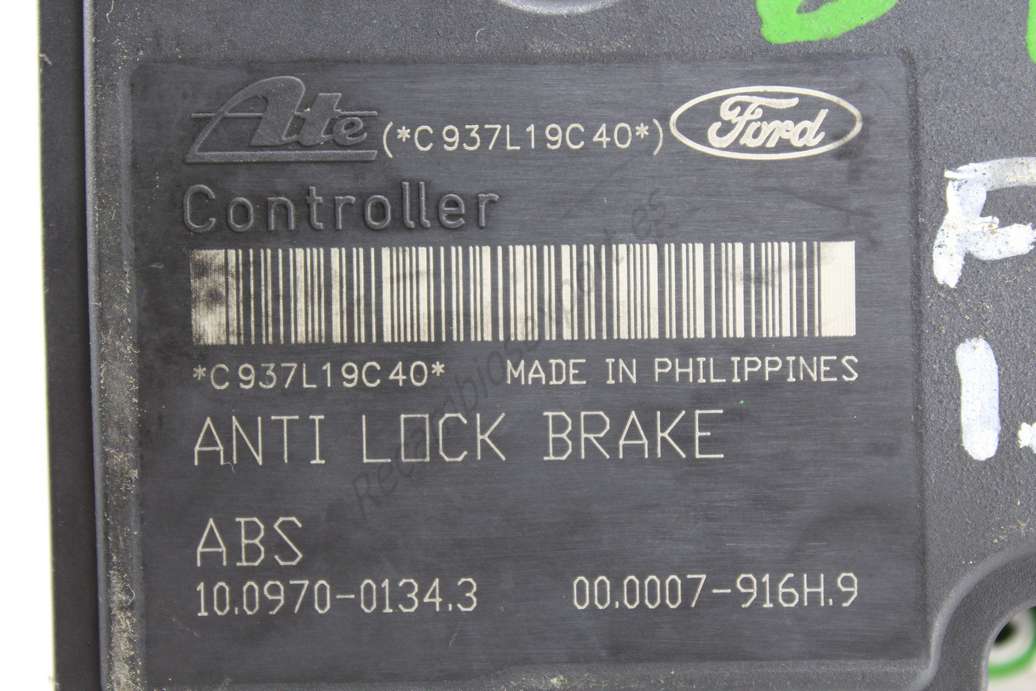 Ate (*C937L19C40*) Ford
Controller
*C937L19C40* MADE IN PHILIPPINES
ANTI LOCK BRAKE
ABS
10.0970-0134.3 00.0007-916H.9